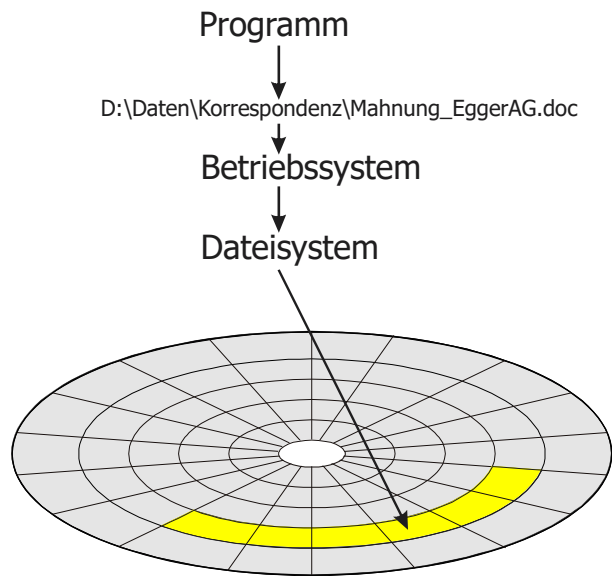 Programm
D:\Daten\Korrespondenz\Mahnung_EggerAG.doc
Betriebssystem
Dateisystem